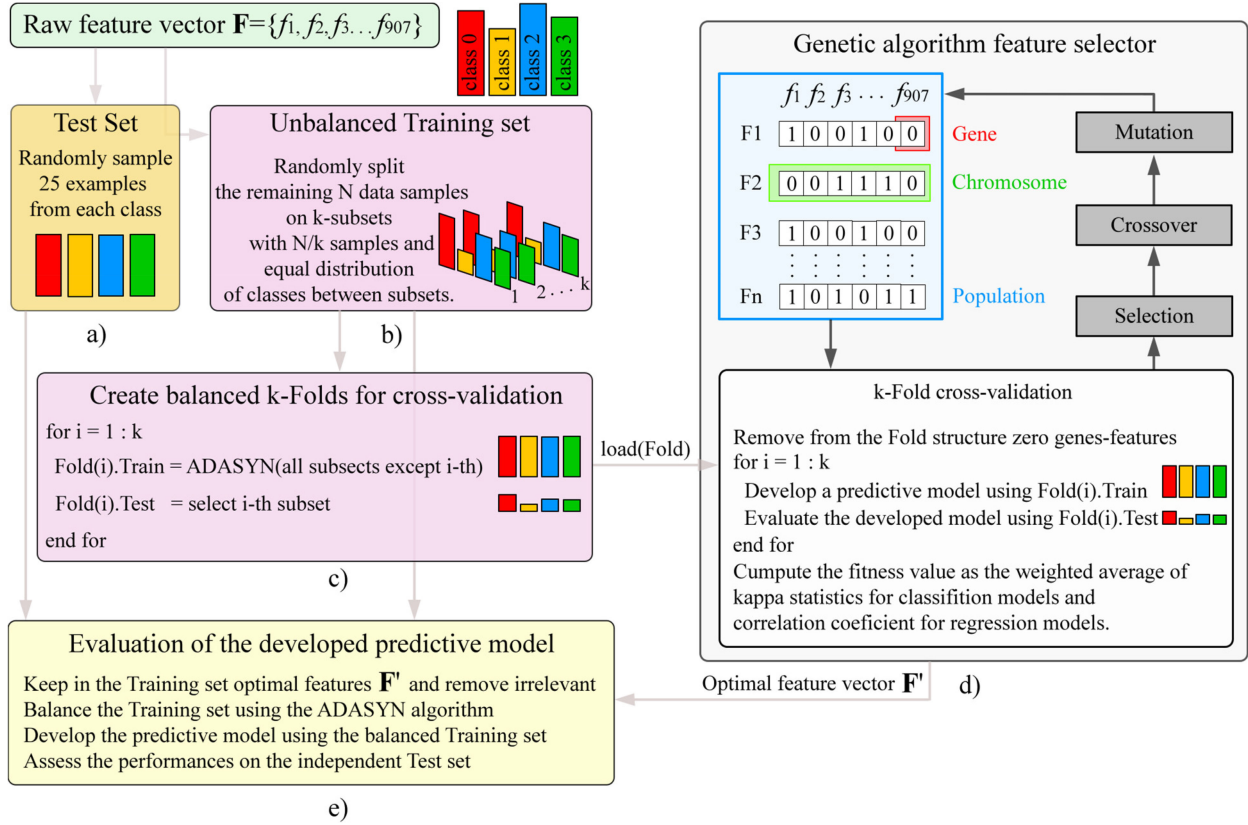 Raw feature vector F={f1, f2, f3...f907}
class 0
class 1
class 2
class 3
Test Set
Randomly sample
25 examples
from each class
a)
Unbalanced Training set
Randomly split
the remaining N data samples
on k-subsets
with N/k samples and
equal distribution
of classes between subsets.
1 2 . . . k
b)
Create balanced k-Folds for cross-validation
for i = 1 : k
Fold(i).Train = ADASYN(all subsects except i-th)
Fold(i).Test = select i-th subset
end for
c)
load(Fold)
Genetic algorithm feature selector
f1 f2 f3 ... f907
F1 1 0 0 1 0 0 Gene
F2 0 0 1 1 1 0 Chromosome
F3 1 0 0 1 0 0
Fn 1 0 1 0 1 1 Population
Mutation
Crossover
Selection
k-Fold cross-validation
Remove from the Fold structure zero genes-features
for i = 1 : k
Develop a predictive model using Fold(i).Train
Evaluate the developed model using Fold(i).Test
end for
Cumpute the fitness value as the weighted average of
kappa statistics for classifition models and
correlation coeficient for regression models.
d)
Optimal feature vector F'
Evaluation of the developed predictive model
Keep in the Training set optimal features F' and remove irrelevant
Balance the Training set using the ADASYN algorithm
Develop the predictive model using the balanced Training set
Assess the performances on the independent Test set
e)